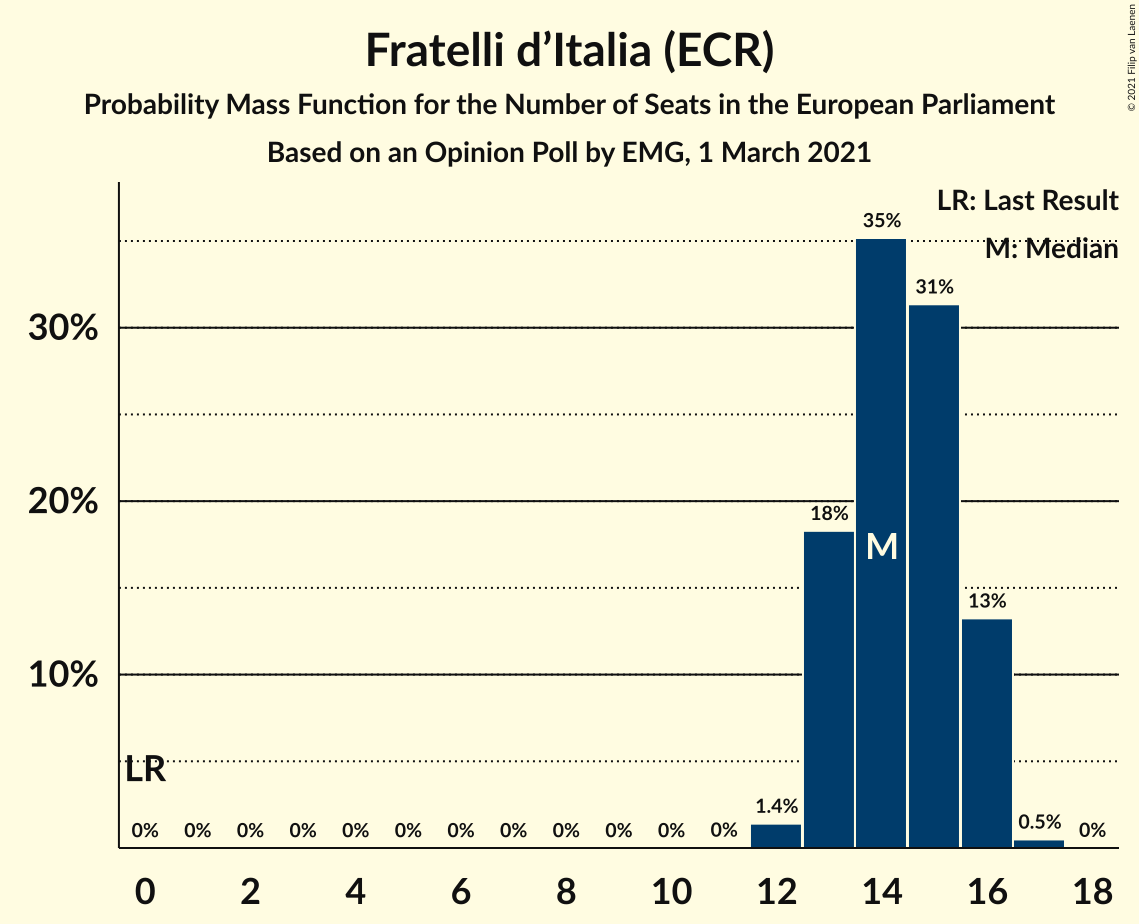 Fratelli d’Italia (ECR)
Probability Mass Function for the Number of Seats in the European Parliament
Based on an Opinion Poll by EMG, 1 March 2021
© 2021 Filip van Laenen
LR: Last Result
M: Median
35%
31%
30%
20%
18%
M
13%
10%
LR
1.4%
0.5%
0% 0% 0% 0% 0% 0% 0% 0% 0% 0% 0% 0% 0%
0 2 4 6 8 10 12 14 16 18